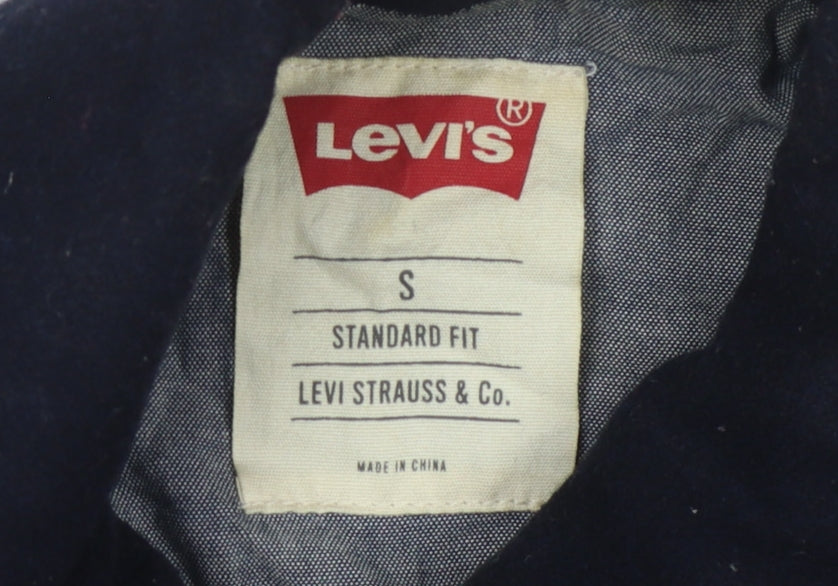 Levi's®
S
STANDARD FIT
LEVI STRAUSS & Co.
MADE IN CHINA